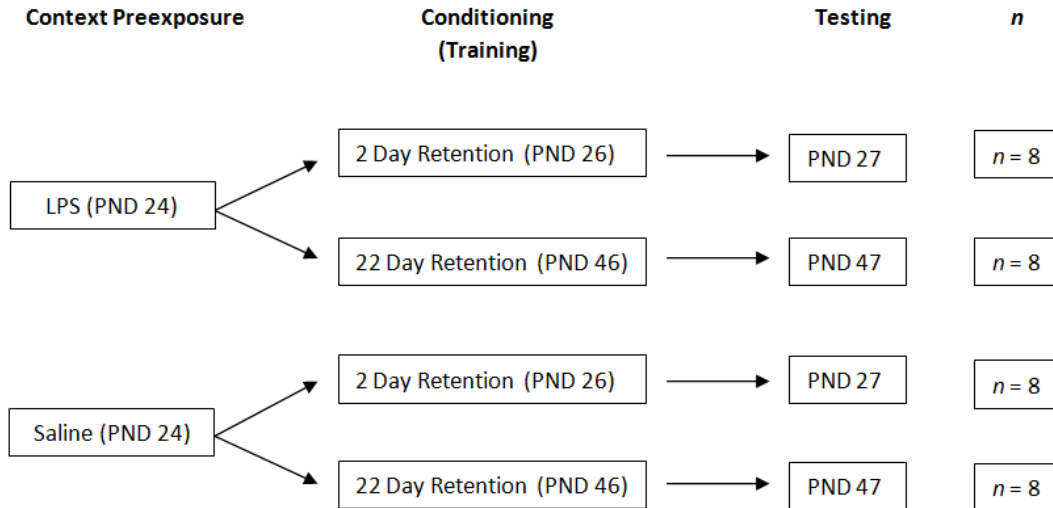 Context Preexposure
Conditioning
(Training)
Testing
n
LPS (PND 24)
2 Day Retention (PND 26)
PND 27
n = 8
22 Day Retention (PND 46)
PND 47
n = 8
Saline (PND 24)
2 Day Retention (PND 26)
PND 27
n = 8
22 Day Retention (PND 46)
PND 47
n = 8